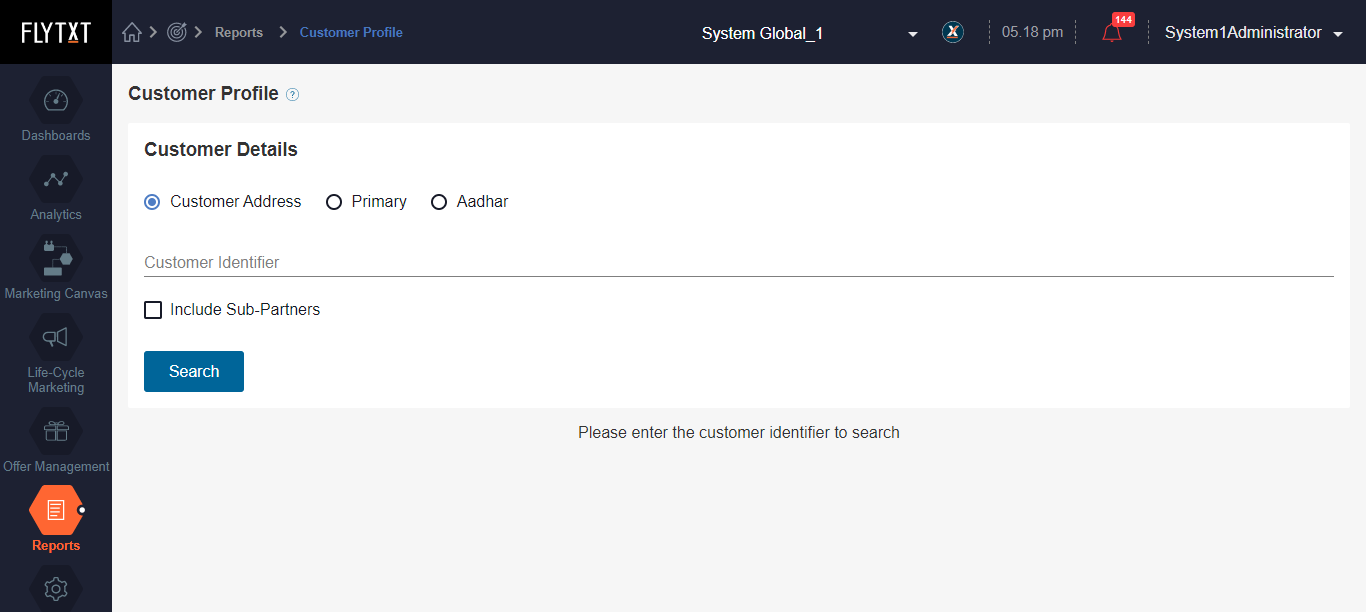 FLYTXT
Reports
Customer Profile
System Global_1
X
05.18 pm
144
System1Administrator
Dashboards
Analytics
Marketing Canvas
Life-Cycle
Marketing
Offer Management
Reports
Customer Profile ?
Customer Details
Customer Address Primary Aadhar
Customer Identifier
Include Sub-Partners
Search
Please enter the customer identifier to search